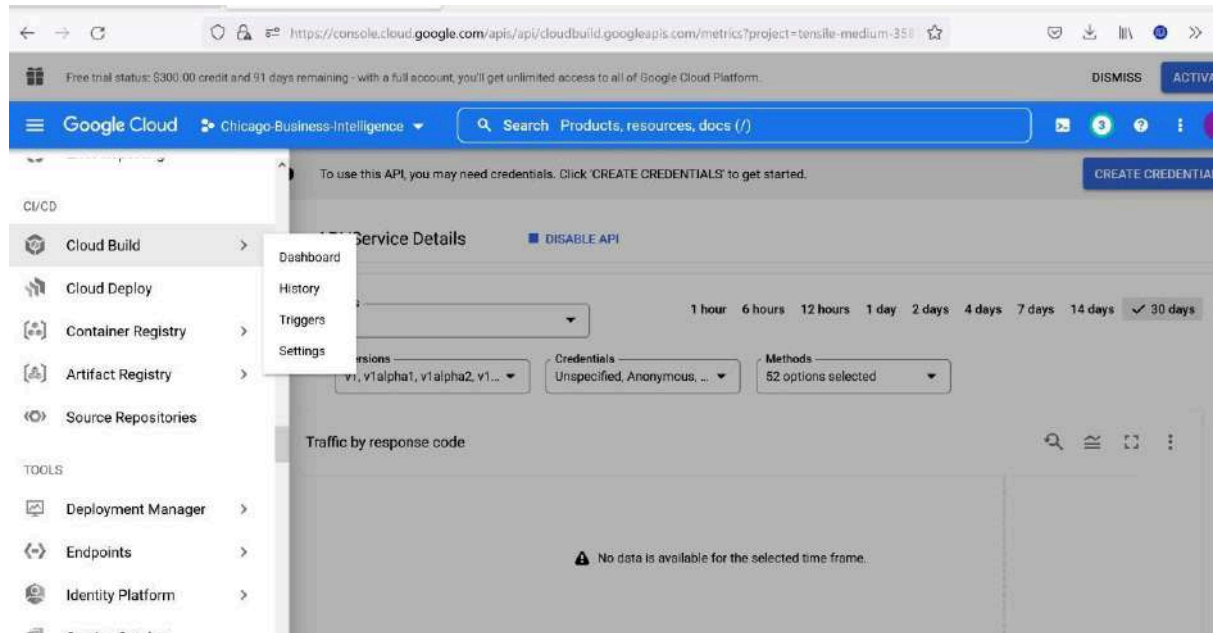 https://console.cloud.google.com/apis/api/cloudbuild.googleapis.com/metrics?project=tensile-medium-358
Free trial status: $300.00 credit and 91 days remaining - with a full account, you'll get unlimited access to all of Google Cloud Platform.
DISMISS
ACTIVA
Google Cloud
Chicago-Business-Intelligence
Search Products, resources, docs (/)
3
To use this API, you may need credentials. Click 'CREATE CREDENTIALS' to get started.
CREATE CREDENTIA
CI/CD
Cloud Build
Cloud Deploy
Container Registry
Artifact Registry
Source Repositories
TOOLS
Deployment Manager
Endpoints
Identity Platform
Dashboard
History
Triggers
Settings
Service Details
DISABLE API
1 hour 6 hours 12 hours 1 day 2 days 4 days 7 days 14 days 30 days
rsions
v1, v1alpha1, v1alpha2, v1...
Credentials
Unspecified, Anonymous, ...
Methods
52 options selected
Traffic by response code
No data is available for the selected time frame.